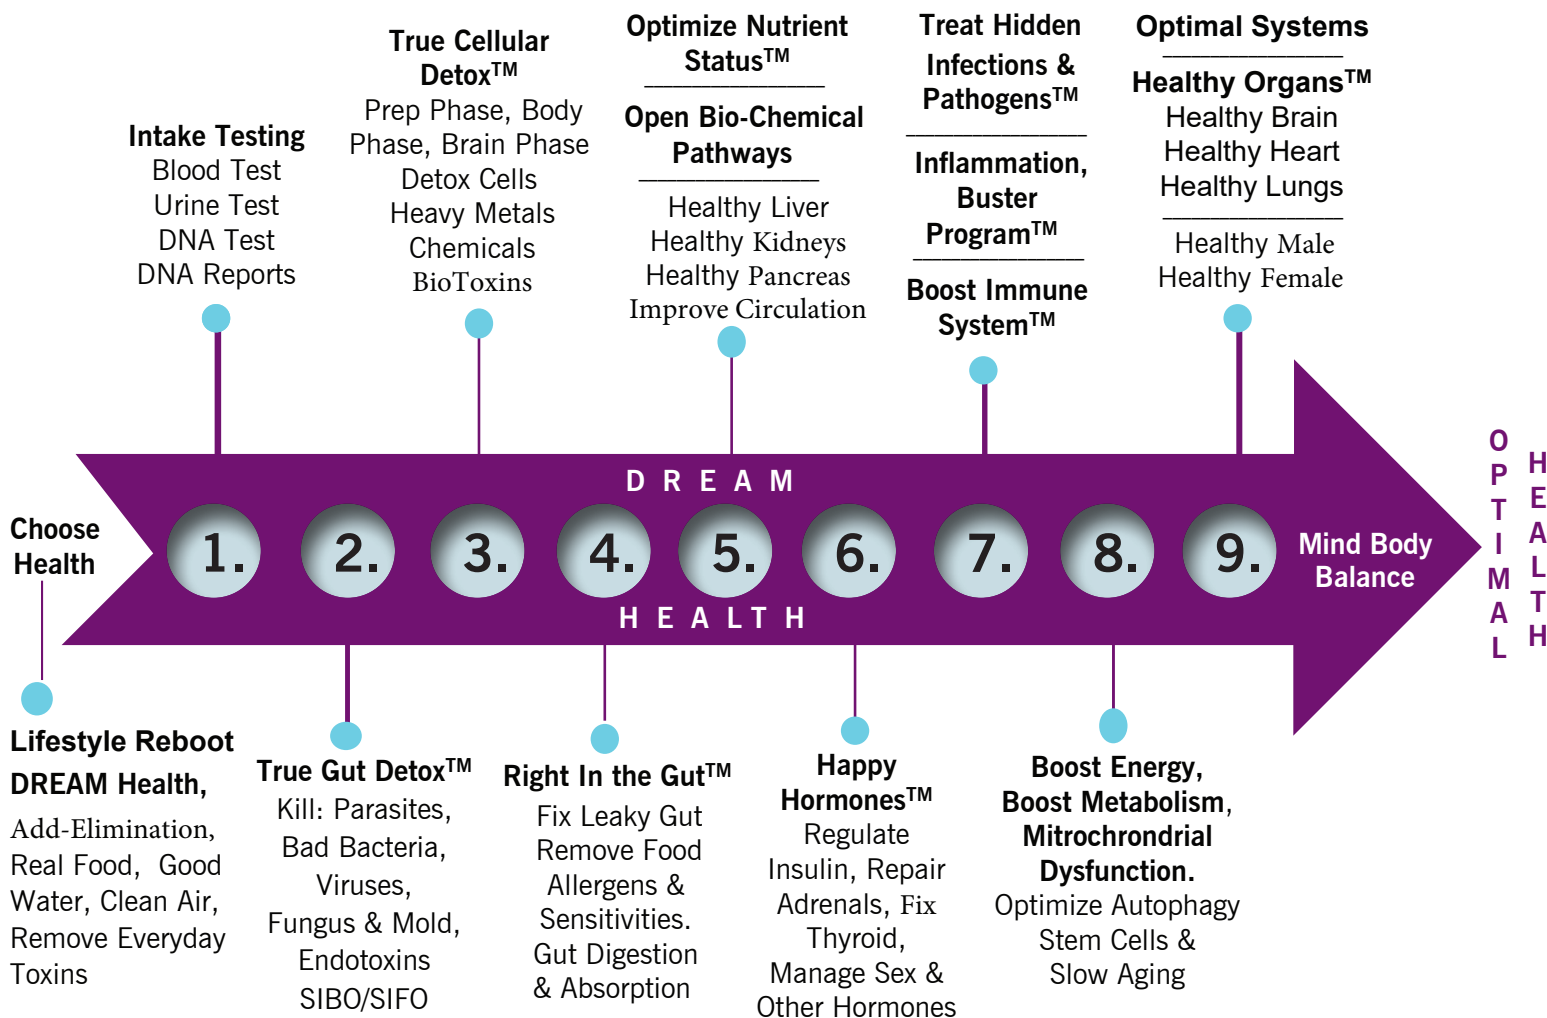 Intake Testing
Blood Test
Urine Test
DNA Test
DNA Reports
True Cellular
Detox™
Prep Phase, Body
Phase, Brain Phase
Detox Cells
Heavy Metals
Chemicals
BioToxins
Optimize Nutrient
Status™
Open Bio-Chemical
Pathways
Healthy Liver
Healthy Kidneys
Healthy Pancreas
Improve Circulation
Treat Hidden
Infections &
Pathogens™
Inflammation,
Buster
Program™
Boost Immune
System™
Optimal Systems
Healthy Organs™
Healthy Brain
Healthy Heart
Healthy Lungs
Healthy Male
Healthy Female
Choose
Health
DREAM
1. 2. 3. 4. 5. 6. 7. 8. 9.
HEALTH
Mind Body
Balance
OPTIMAL
HEALTH
Lifestyle Reboot
DREAM Health,
Add-Elimination,
Real Food, Good
Water, Clean Air,
Remove Everyday
Toxins
True Gut Detox™
Kill: Parasites,
Bad Bacteria,
Viruses,
Fungus & Mold,
Endotoxins
SIBO/SIFO
Right In the Gut™
Fix Leaky Gut
Remove Food
Allergens &
Sensitivities.
Gut Digestion
& Absorption
Happy
Hormones™
Regulate
Insulin, Repair
Adrenals, Fix
Thyroid,
Manage Sex &
Other Hormones
Boost Energy,
Boost Metabolism,
Mitrochrondrial
Dysfunction.
Optimize Autophagy
Stem Cells &
Slow Aging